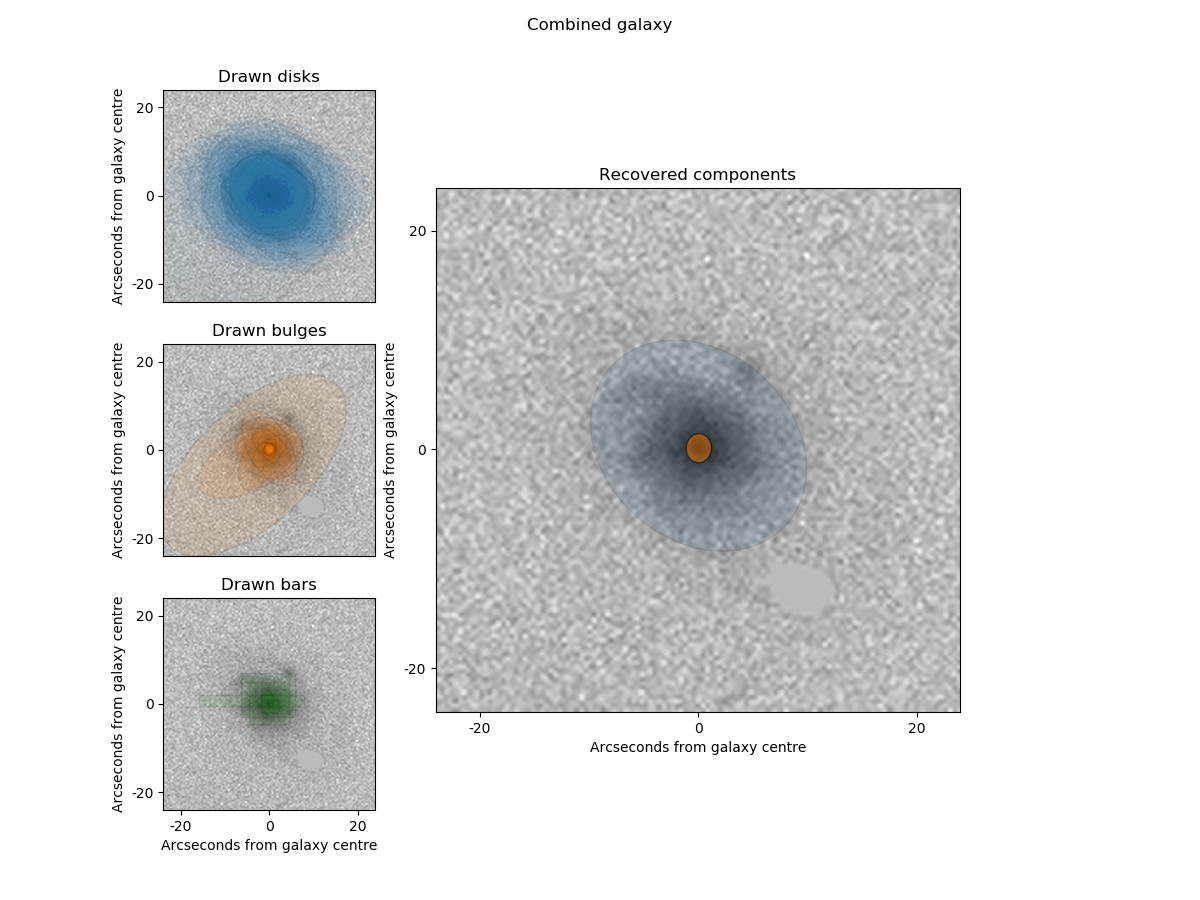 Combined galaxy
Drawn disks
Arcseconds from galaxy centre
20
0
-20
Drawn bulges
Arcseconds from galaxy centre
20
0
-20
Drawn bars
Arcseconds from galaxy centre
20
0
-20
-20 0 20
Arcseconds from galaxy centre
Recovered components
Arcseconds from galaxy centre
20
0
-20
-20 0 20
Arcseconds from galaxy centre